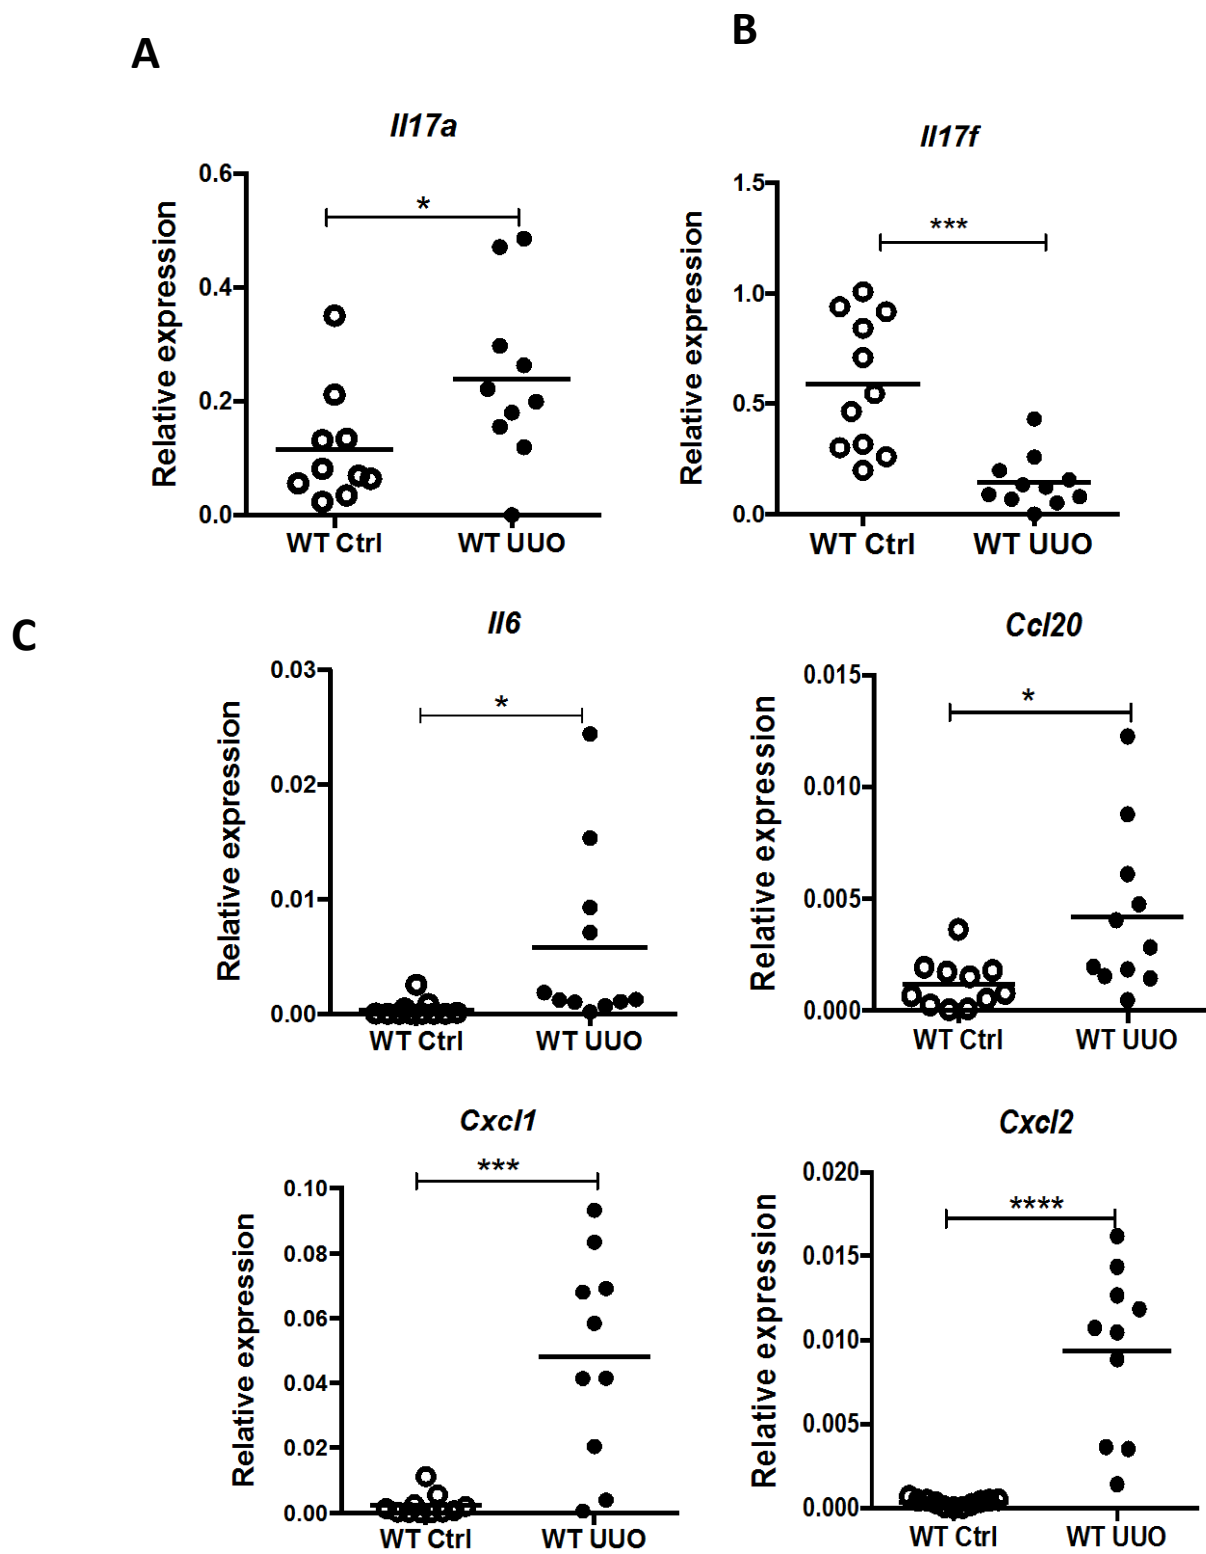 A
B
Il17a
Il17f
Relative expression
0.6
0.4
0.2
0.0
*
WT Ctrl
WT UUO
Relative expression
1.5
1.0
0.5
0.0
***
WT Ctrl
WT UUO
C
Il6
Ccl20
Relative expression
0.03
0.02
0.01
0.00
*
WT Ctrl
WT UUO
Relative expression
0.015
0.010
0.005
0.000
*
WT Ctrl
WT UUO
Cxcl1
Cxcl2
Relative expression
0.10
0.08
0.06
0.04
0.02
0.00
***
WT Ctrl
WT UUO
Relative expression
0.020
0.015
0.010
0.005
0.000
****
WT Ctrl
WT UUO